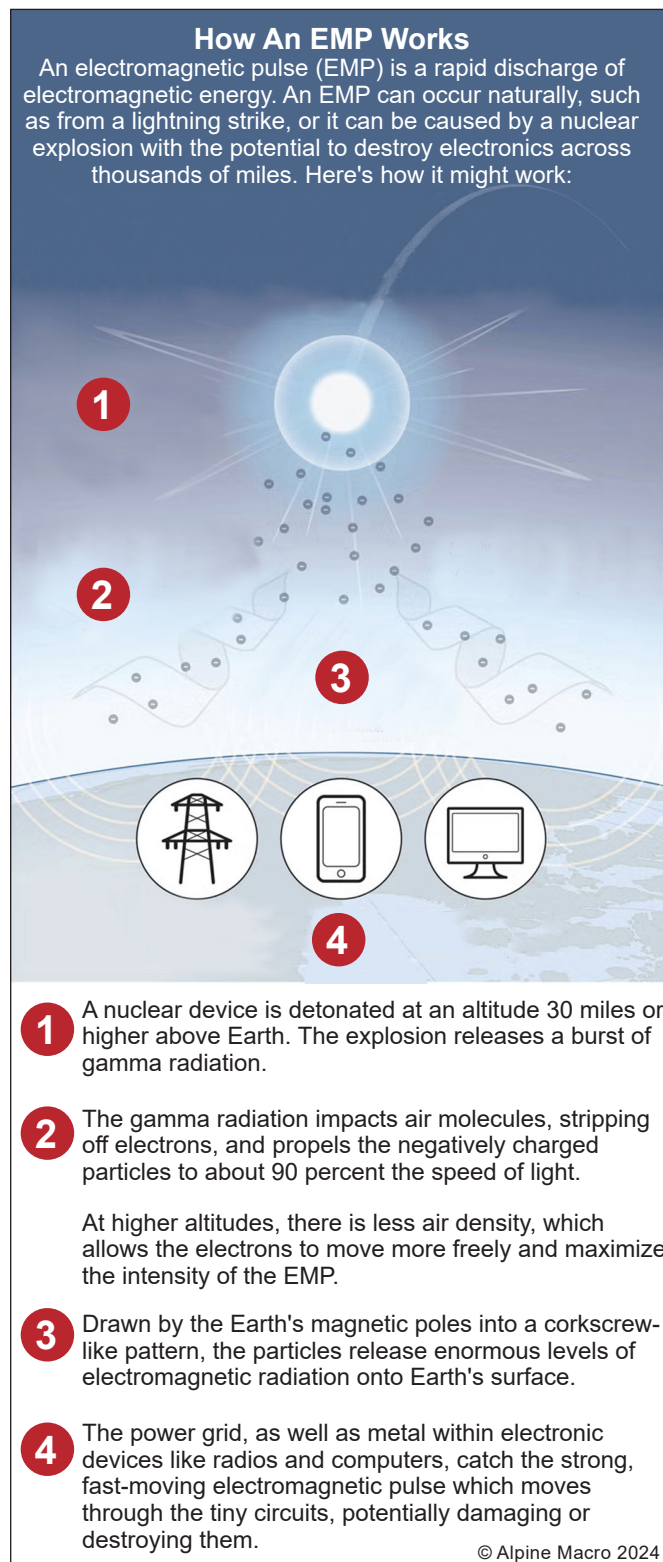 How An EMP Works
An electromagnetic pulse (EMP) is a rapid discharge of
electromagnetic energy. An EMP can occur naturally, such
as from a lightning strike, or it can be caused by a nuclear
explosion with the potential to destroy electronics across
thousands of miles. Here's how it might work:
1
2
3
4
1 A nuclear device is detonated at an altitude 30 miles or
higher above Earth. The explosion releases a burst of
gamma radiation.
2 The gamma radiation impacts air molecules, stripping
off electrons, and propels the negatively charged
particles to about 90 percent the speed of light.
At higher altitudes, there is less air density, which
allows the electrons to move more freely and maximize
the intensity of the EMP.
3 Drawn by the Earth's magnetic poles into a corkscrew-
like pattern, the particles release enormous levels of
electromagnetic radiation onto Earth's surface.
4 The power grid, as well as metal within electronic
devices like radios and computers, catch the strong,
fast-moving electromagnetic pulse which moves
through the tiny circuits, potentially damaging or
destroying them.
© Alpine Macro 2024